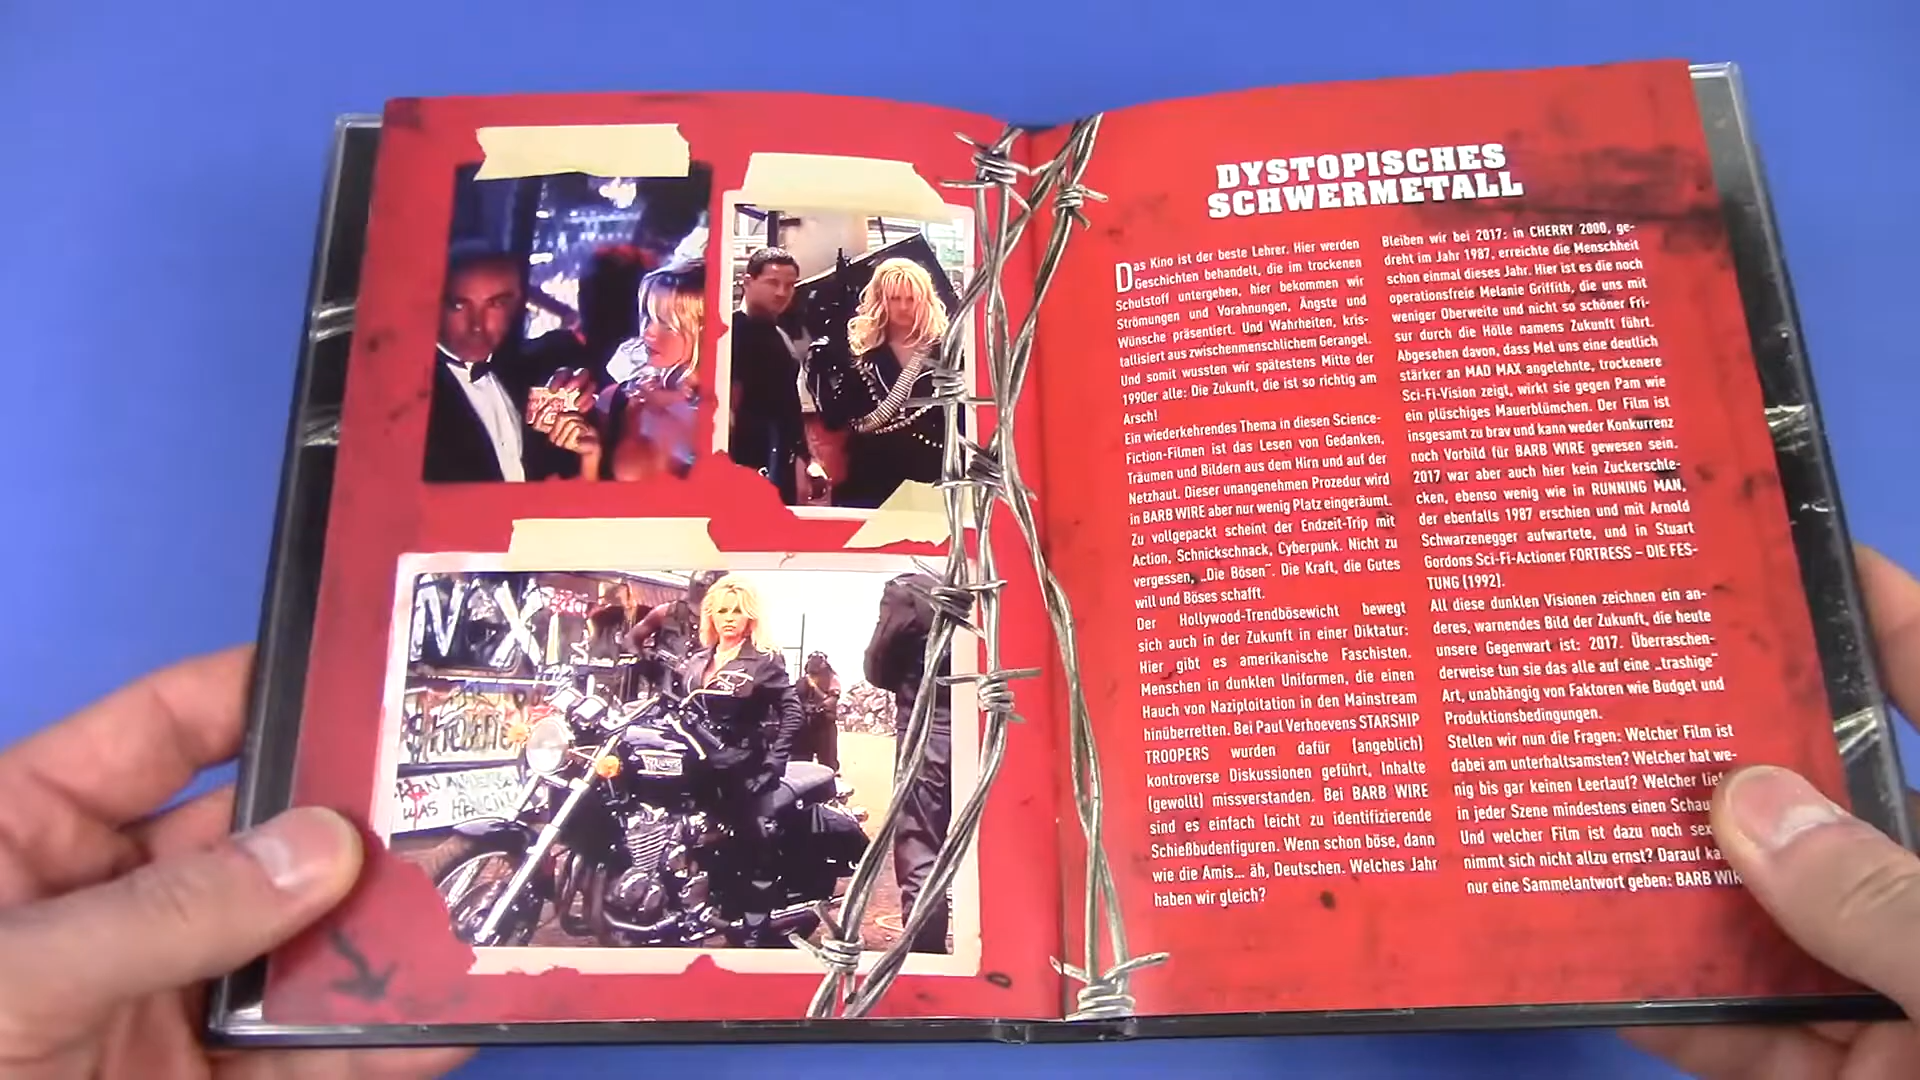 DYSTOPISCHES
SCHWERMETALL
Das Kino ist der beste Lehrer. Hier werden
Geschichten behandelt, die im trockenen
Schulstoff untergehen, hier bekommen wir
Strömungen und Vorahnungen, Ängste und
Wünsche präsentiert. Und Wahrheiten, kris-
tallisiert aus zwischenmenschlichem Gerangel.
Und somit wussten wir spätestens Mitte der
1990er alle: Die Zukunft, die ist so richtig am
Arsch!
Ein wiederkehrendes Thema in diesen Science-
Fiction-Filmen ist das Lesen von Gedanken,
Träumen und Bildern aus dem Hirn und auf der
Netzhaut. Dieser unangenehmen Prozedur wird
in BARB WIRE aber nur wenig Platz eingeräumt.
Zu vollgepackt scheint der Endzeit-Trip mit
Action, Schnickschnack, Cyberpunk. Nicht zu
vergessen, „Die Bösen“. Die Kraft, die Gutes
will und Böses schafft.
Der Hollywood-Trendbösewicht bewegt
sich auch in der Zukunft in einer Diktatur:
Hier gibt es amerikanische Faschisten.
Menschen in dunklen Uniformen, die einen
Hauch von Naziploitation in den Mainstream
hinüberretten. Bei Paul Verhoevens STARSHIP
TROOPERS wurden dafür (angeblich)
kontroverse Diskussionen geführt, Inhalte
(gewollt) missverstanden. Bei BARB WIRE
sind es einfach leicht zu identifizierende
Schießbudenfiguren. Wenn schon böse, dann
wie die Amis... äh, Deutschen. Welches Jahr
haben wir gleich?
Bleiben wir bei 2017: in CHERRY 2000, ge-
dreht im Jahr 1987, erreichte die Menschheit
schon einmal dieses Jahr. Hier ist es die noch
operationsfreie Melanie Griffith, die uns mit
weniger Oberweite und nicht so schöner Fri-
sur durch die Hölle namens Zukunft führt.
Abgesehen davon, dass Mel uns eine deutlich
stärker an MAD MAX angelehnte, trockenere
Sci-Fi-Vision zeigt, wirkt sie gegen Pam wie
ein plüschiges Mauerblümchen. Der Film ist
insgesamt zu brav und kann weder Konkurrenz
noch Vorbild für BARB WIRE gewesen sein.
2017 war aber auch hier kein Zuckerschle-
cken, ebenso wenig wie in RUNNING MAN,
der ebenfalls 1987 erschien und mit Arnold
Schwarzenegger aufwartete, und in Stuart
Gordons Sci-Fi-Actioner FORTRESS – DIE FES-
TUNG (1992).
All diese dunklen Visionen zeichnen ein an-
deres, warnendes Bild der Zukunft, die heute
unsere Gegenwart ist: 2017. Überraschen-
derweise tun sie das alle auf eine „trashige“
Art, unabhängig von Faktoren wie Budget und
Produktionsbedingungen.
Stellen wir nun die Fragen: Welcher Film ist
dabei am unterhaltsamsten? Welcher hat we-
nig bis gar keinen Leerlauf? Welcher
in jeder Szene mindestens einen
Und welcher Film ist dazu noch
nimmt sich nicht allzu ernst? Darauf
nur eine Sammelantwort geben: BARB